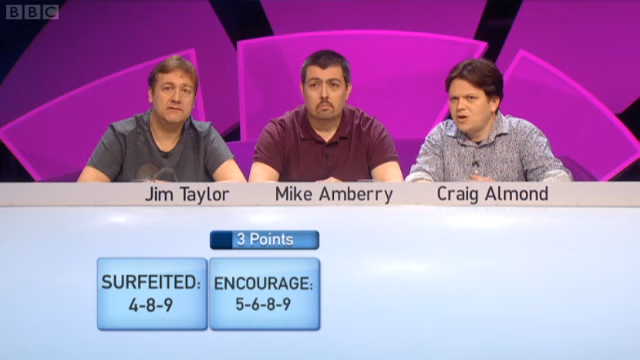 BBC
Jim Taylor
Mike Amberry
Craig Almond
3 Points
SURFEITED:
4-8-9
ENCOURAGE:
5-6-8-9